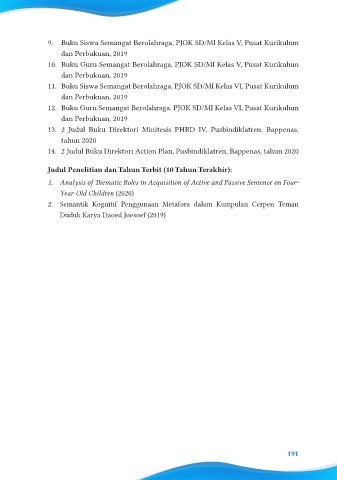 9. Buku Siswa Semangat Berolahraga, PJOK SD/MI Kelas V, Pusat Kurikulum
dan Perbukuan, 2019
10. Buku Guru Semangat Berolahraga, PJOK SD/MI Kelas V, Pusat Kurikulum
dan Perbukuan, 2019
11. Buku Siswa Semangat Berolahraga, PJOK SD/MI Kelas VI, Pusat Kurikulum
dan Perbukuan, 2019
12. Buku Guru Semangat Berolahraga, PJOK SD/MI Kelas VI, Pusat Kurikulum
dan Perbukuan, 2019
13. 2 Judul Buku Direktori Minitesis PHRD IV, Pusbindiklatren, Bappenas,
tahun 2020
14. 2 Judul Buku Direktori Action Plan, Pusbindiklatren, Bappenas, tahun 2020
Judul Penelitian dan Tahun Terbit (10 Tahun Terakhir):
1. Analysis of Thematic Roles in Acquisition of Active and Passive Sentence on Four-
Year-Old Children (2020)
2. Semantik Kognitif Penggunaan Metafora dalam Kumpulan Cerpen Teman
Duduk Karya Daoed Joesoef (2019)
191